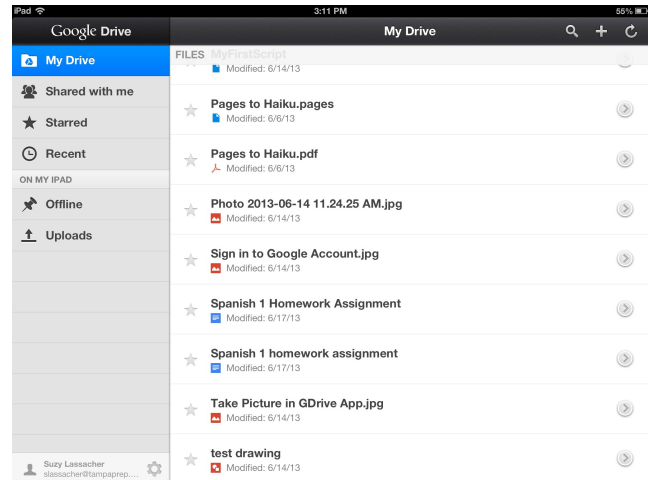 iPad 3:11 PM 55%
Google Drive
My Drive
My Drive
Shared with me
Starred
Recent
ON MY IPAD
Offline
Uploads
Suzy Lassacher
slassacher@tampaprep....
FILES MyFirstScript
Modified: 6/14/13
Pages to Haiku.pages
Modified: 6/6/13
Pages to Haiku.pdf
Modified: 6/6/13
Photo 2013-06-14 11.24.25 AM.jpg
Modified: 6/14/13
Sign in to Google Account.jpg
Modified: 6/14/13
Spanish 1 Homework Assignment
Modified: 6/17/13
Spanish 1 homework assignment
Modified: 6/17/13
Take Picture in GDrive App.jpg
Modified: 6/14/13
test drawing
Modified: 6/14/13